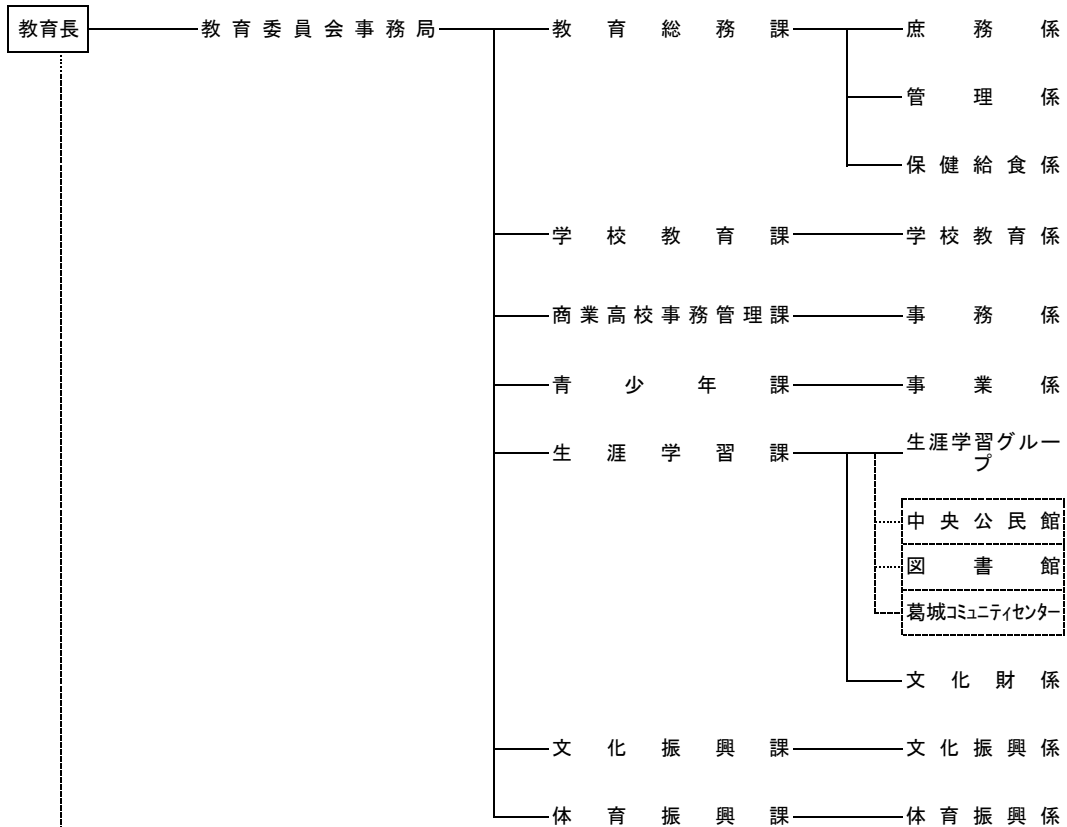 教育長 教育委員会事務局 教育総務課 庶務係
管理係
保健給食係
学校教育課 学校教育係
商業高校事務管理課 事務係
青少年課 事業係
生涯学習課 生涯学習グルー
プ
中央公民館
図書館
葛城コミュニティセンター
文化財係
文化振興課 文化振興係
体育振興課 体育振興係